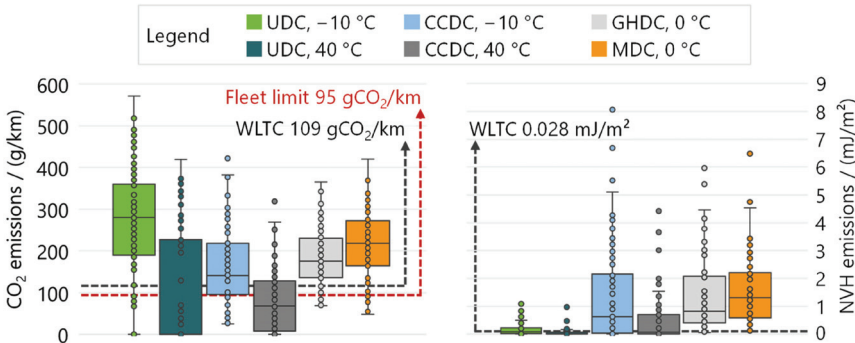 Legend
UDC, −10 °C
CCDC, −10 °C
GHDC, 0 °C
UDC, 40 °C
CCDC, 40 °C
MDC, 0 °C
CO₂ emissions / (g/km)
600
500
400
300
200
100
0
Fleet limit 95 gCO₂/km
WLTC 109 gCO₂/km
WLTC 0.028 mJ/m²
9
8
7
6
5
4
3
2
1
0
NVH emissions / (mJ/m²)